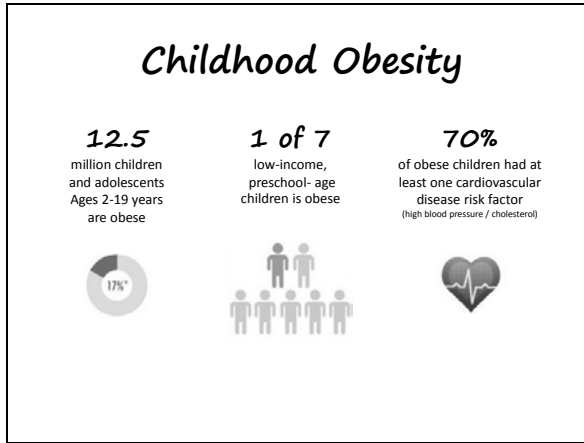 Childhood Obesity
12.5
million children
and adolescents
Ages 2-19 years
are obese
17%*
1 of 7
low-income,
preschool- age
children is obese
70%
of obese children had at
least one cardiovascular
disease risk factor
(high blood pressure / cholesterol)